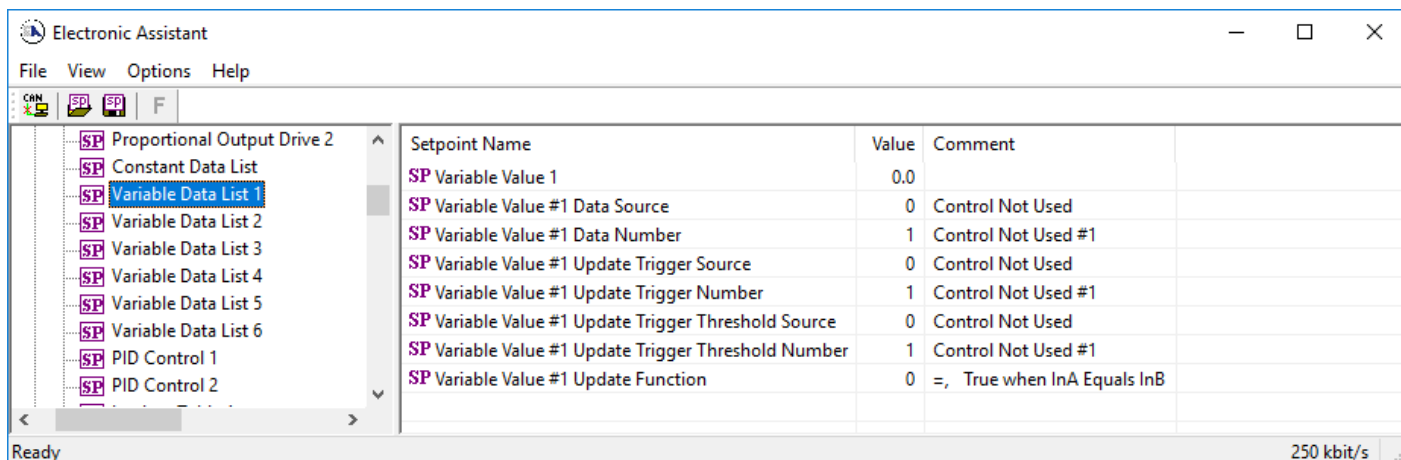 Electronic Assistant
File View Options Help
CAN SP SP F
SP Proportional Output Drive 2
SP Constant Data List
SP Variable Data List 1
SP Variable Data List 2
SP Variable Data List 3
SP Variable Data List 4
SP Variable Data List 5
SP Variable Data List 6
SP PID Control 1
SP PID Control 2
Setpoint Name Value Comment
SP Variable Value 1 0.0
SP Variable Value #1 Data Source 0 Control Not Used
SP Variable Value #1 Data Number 1 Control Not Used #1
SP Variable Value #1 Update Trigger Source 0 Control Not Used
SP Variable Value #1 Update Trigger Number 1 Control Not Used #1
SP Variable Value #1 Update Trigger Threshold Source 0 Control Not Used
SP Variable Value #1 Update Trigger Threshold Number 1 Control Not Used #1
SP Variable Value #1 Update Function 0 =, True when InA Equals InB
Ready 250 kbit/s